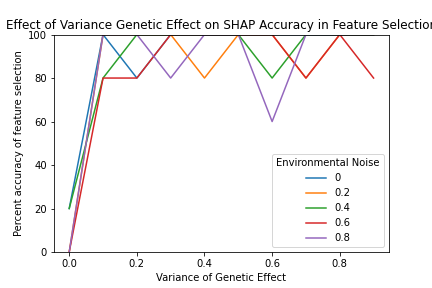 Effect of Variance Genetic Effect on SHAP Accuracy in Feature Selection
100
80
60
40
20
0
Percent accuracy of feature selection
0.0 0.2 0.4 0.6 0.8
Variance of Genetic Effect
Environmental Noise
0
0.2
0.4
0.6
0.8